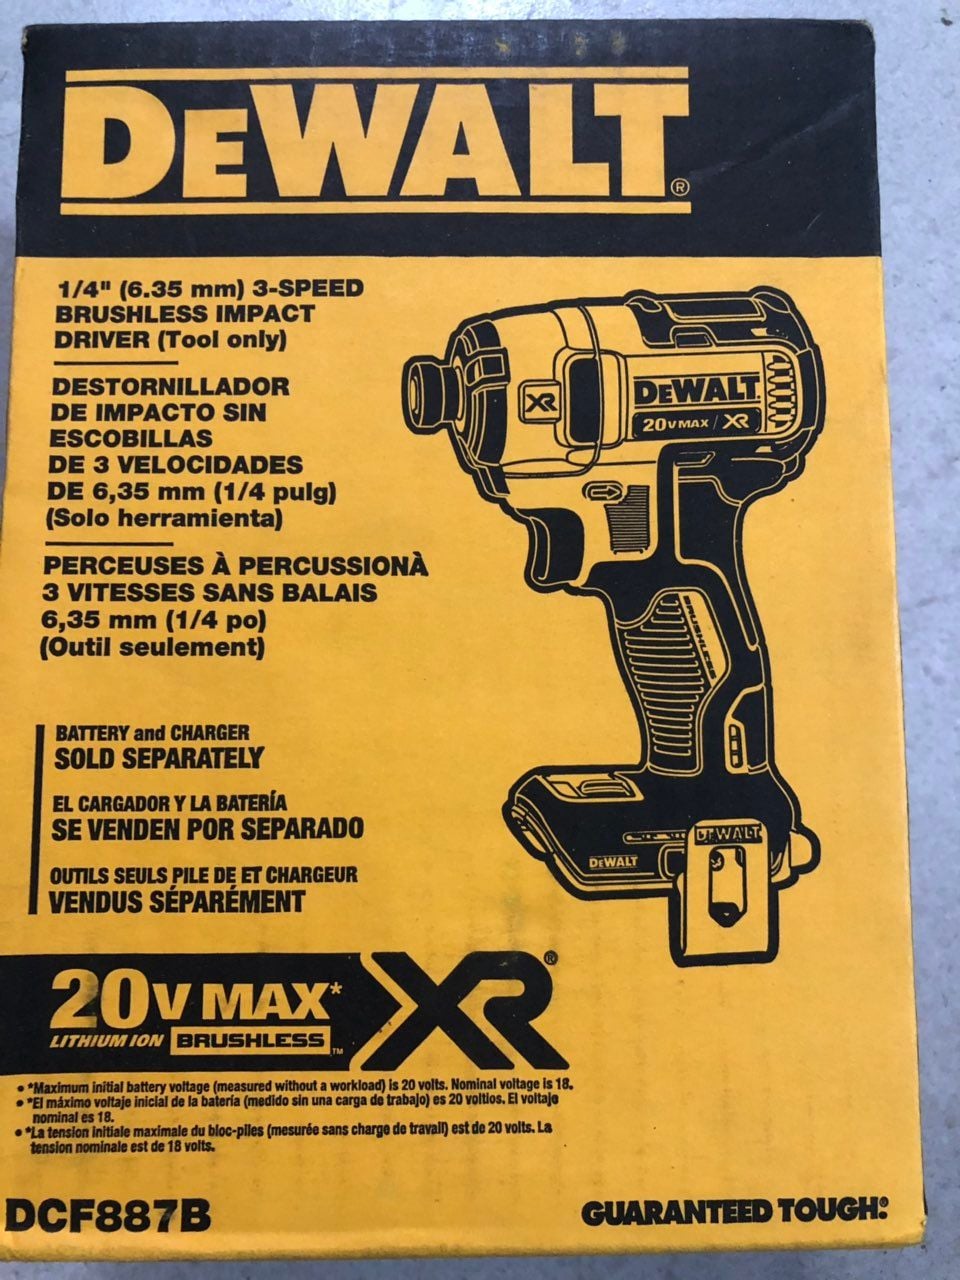 DEWALT®
1/4" (6.35 mm) 3-SPEED
BRUSHLESS IMPACT
DRIVER (Tool only)
DESTORNILLADOR
DE IMPACTO SIN
ESCOBILLAS
DE 3 VELOCIDADES
DE 6,35 mm (1/4 pulg)
(Solo herramienta)
PERCEUSES À PERCUSSIONÀ
3 VITESSES SANS BALAIS
6,35 mm (1/4 po)
(Outil seulement)
XR
DEWALT
20V MAX / XR
BRUSHLESS
DEWALT
DEWALT
BATTERY and CHARGER
SOLD SEPARATELY
EL CARGADOR Y LA BATERÍA
SE VENDEN POR SEPARADO
OUTILS SEULS PILE DE ET CHARGEUR
VENDUS SÉPARÉMENT
20V MAX* XR®
LITHIUM ION BRUSHLESS™
• *Maximum initial battery voltage (measured without a workload) is 20 volts. Nominal voltage is 18.
• *El máximo voltaje inicial de la batería (medido sin una carga de trabajo) es 20 voltios. El voltaje
nominal es 18.
• *La tension initiale maximale du bloc-piles (mesurée sans charge de travail) est de 20 volts. La
tension nominale est de 18 volts.
DCF887B
GUARANTEED TOUGH®.